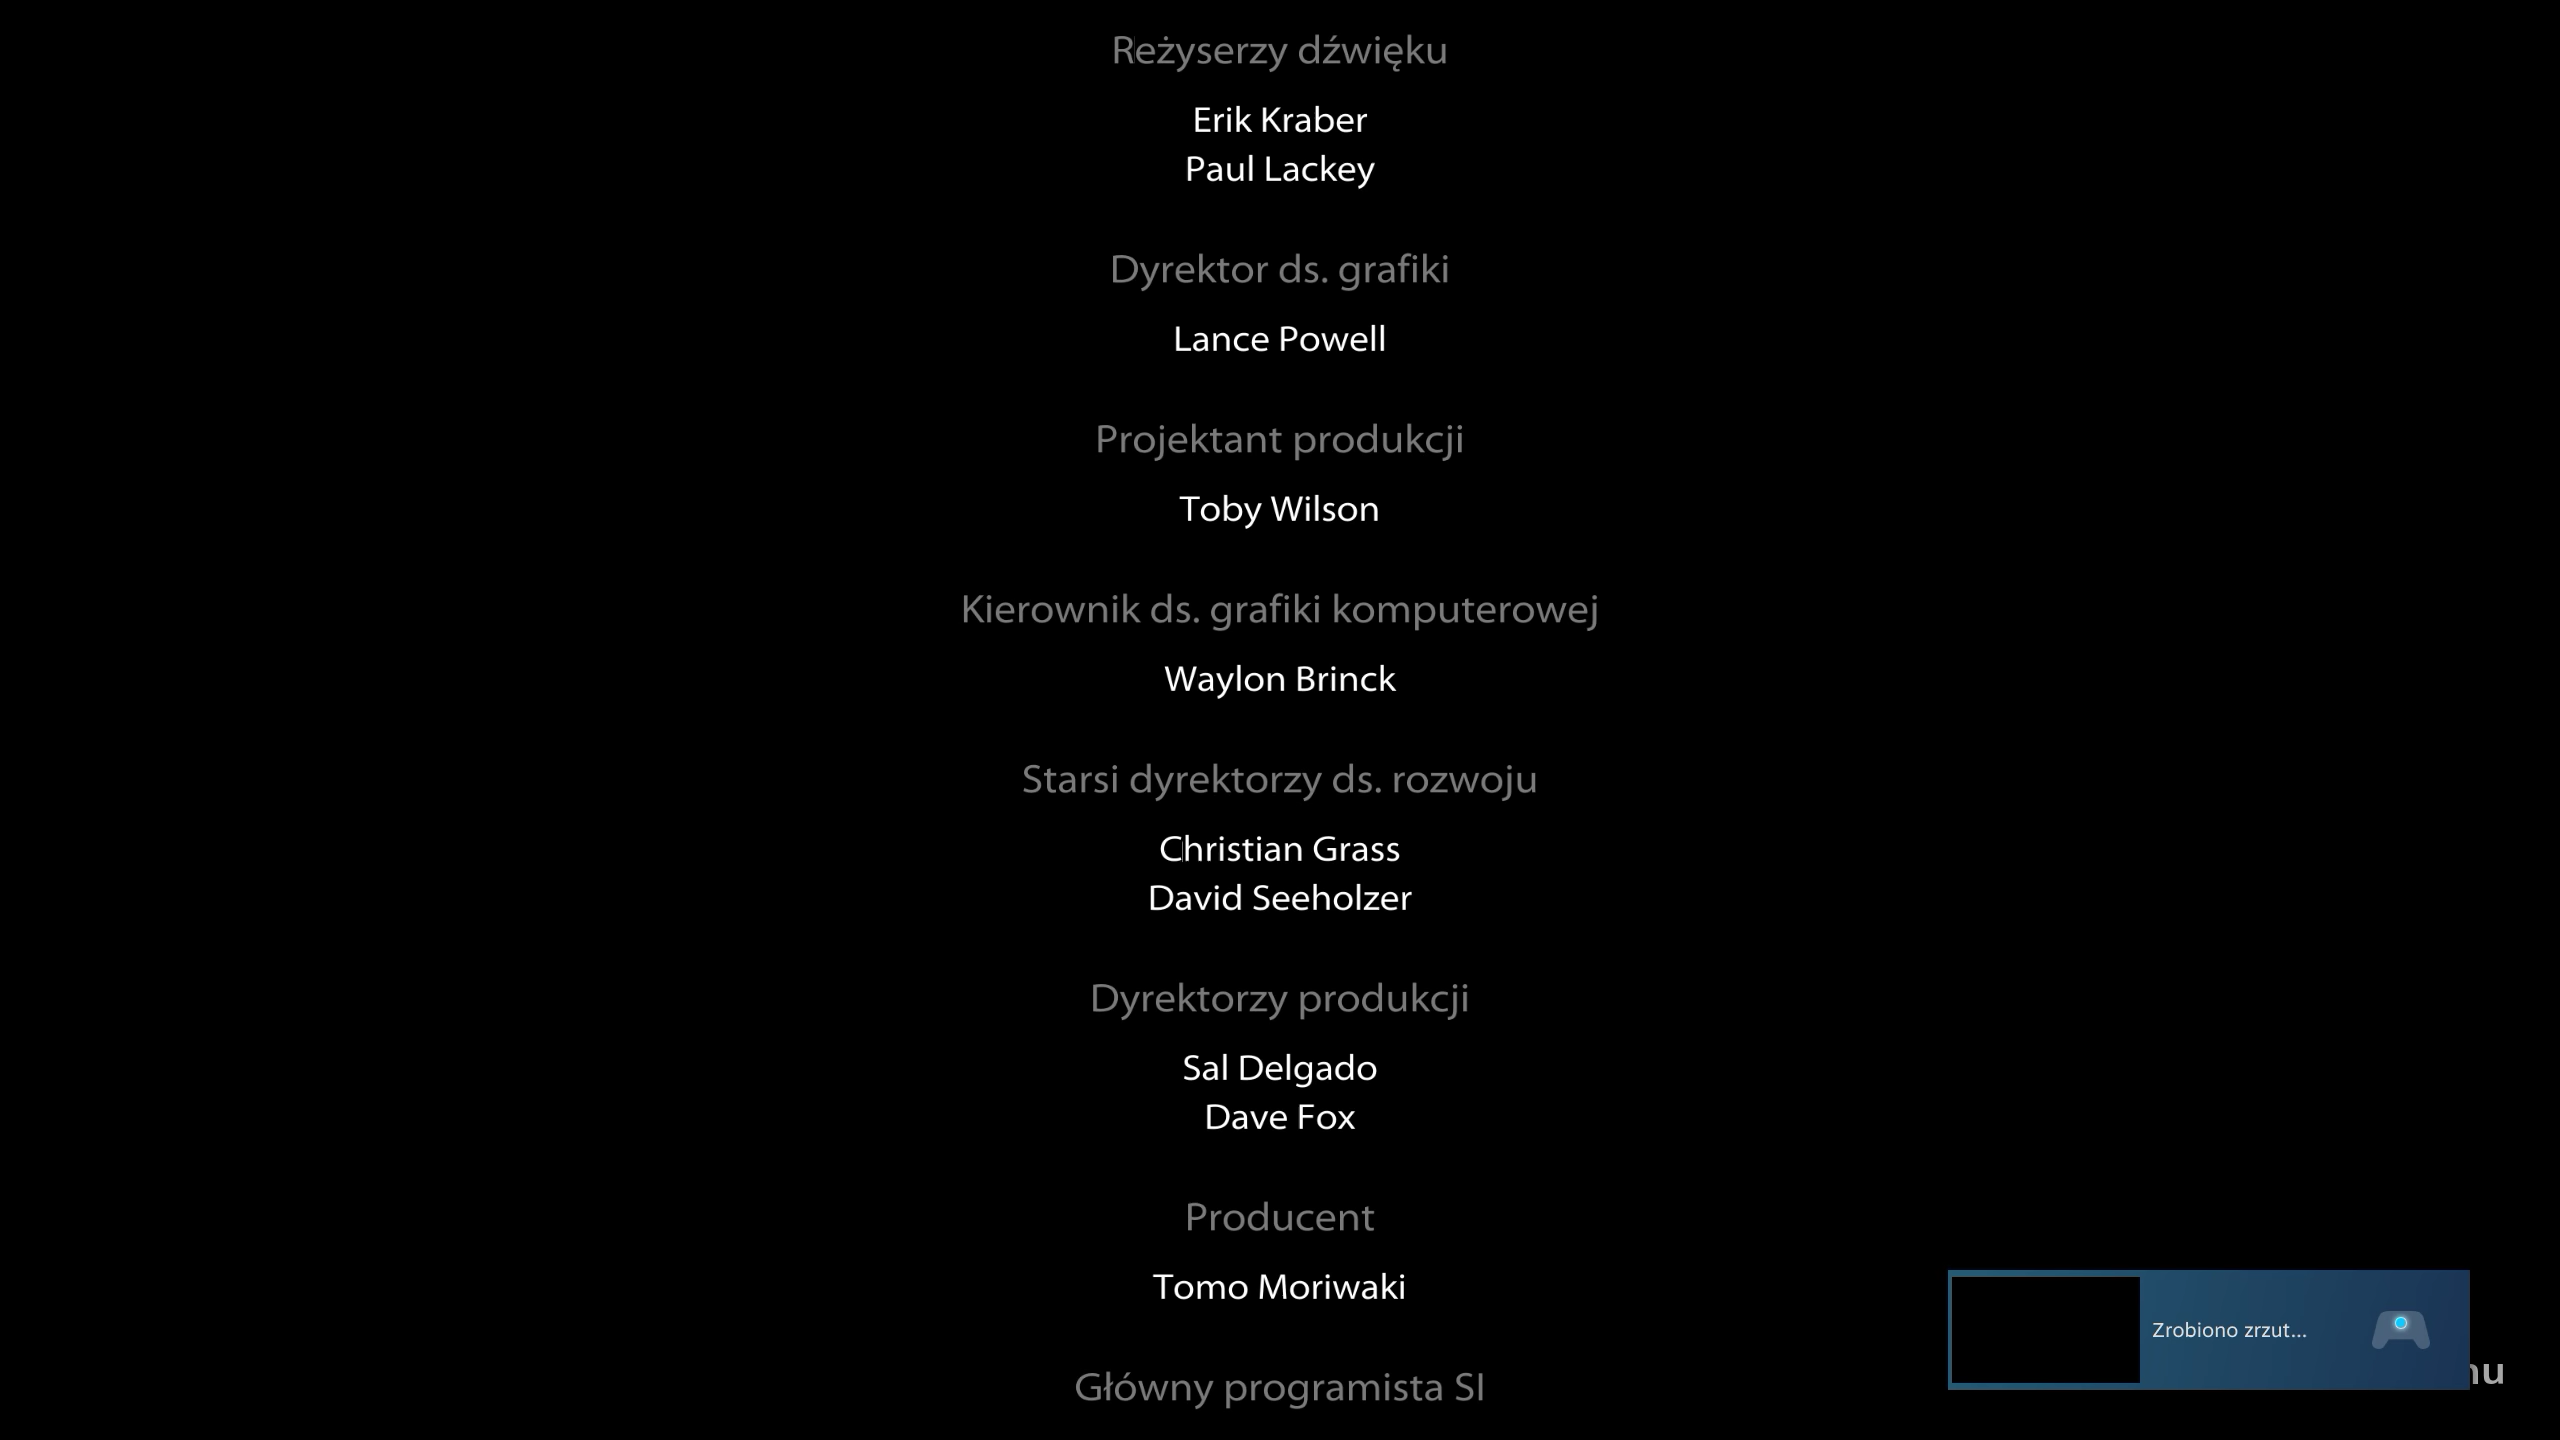 Reżyserzy dźwięku
Erik Kraber
Paul Lackey
Dyrektor ds. grafiki
Lance Powell
Projektant produkcji
Toby Wilson
Kierownik ds. grafiki komputerowej
Waylon Brinck
Starsi dyrektorzy ds. rozwoju
Christian Grass
David Seeholzer
Dyrektorzy produkcji
Sal Delgado
Dave Fox
Producent
Tomo Moriwaki
Zrobiono zrzut...
Główny programista SI